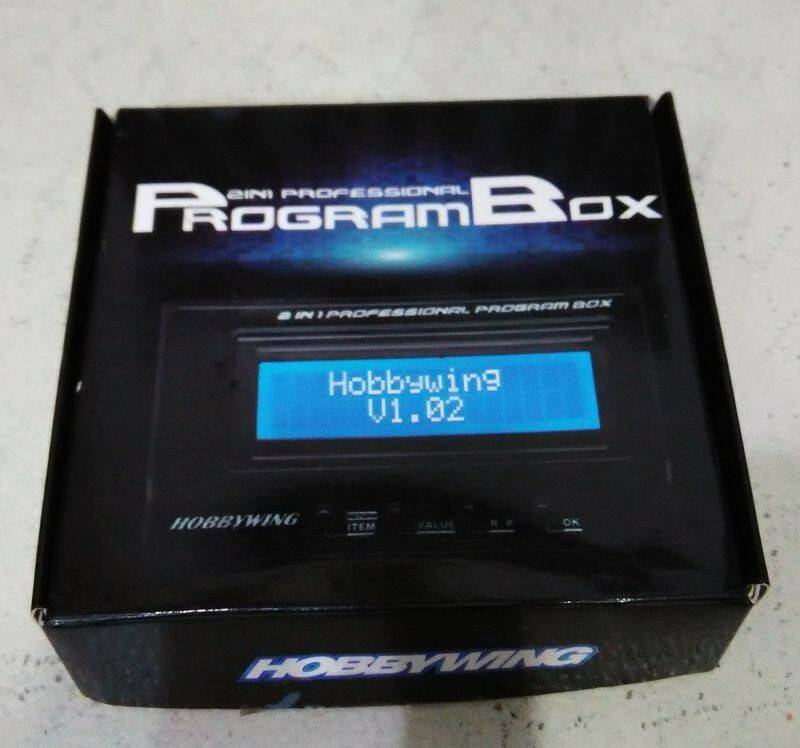 2IN1 PROFESSIONAL
PROGRAMBOX
2 IN 1 PROFESSIONAL PROGRAM BOX
Hobbywing
V1.02
HOBBYWING
ITEM
VALUE
R/P
OK
HOBBYWING